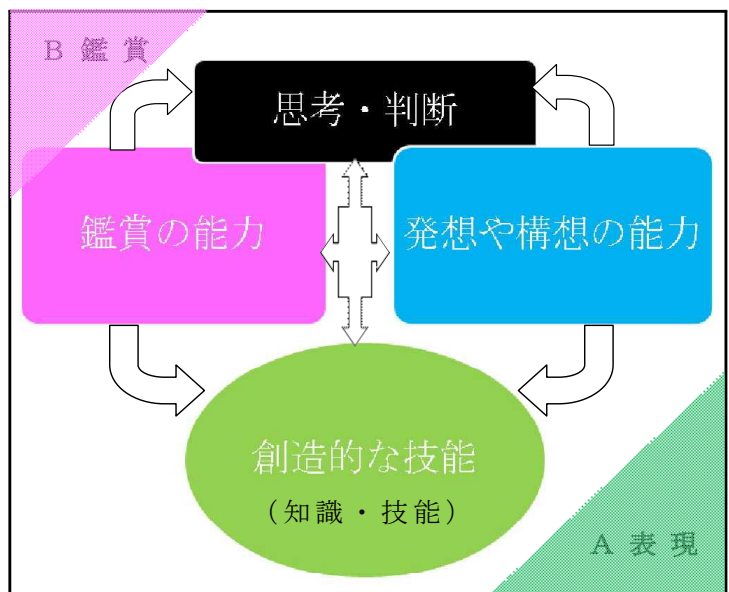 B 鑑 賞
思考・判断
鑑賞の能力
発想や構想の能力
創造的な技能
（知識・技能）
A 表 現